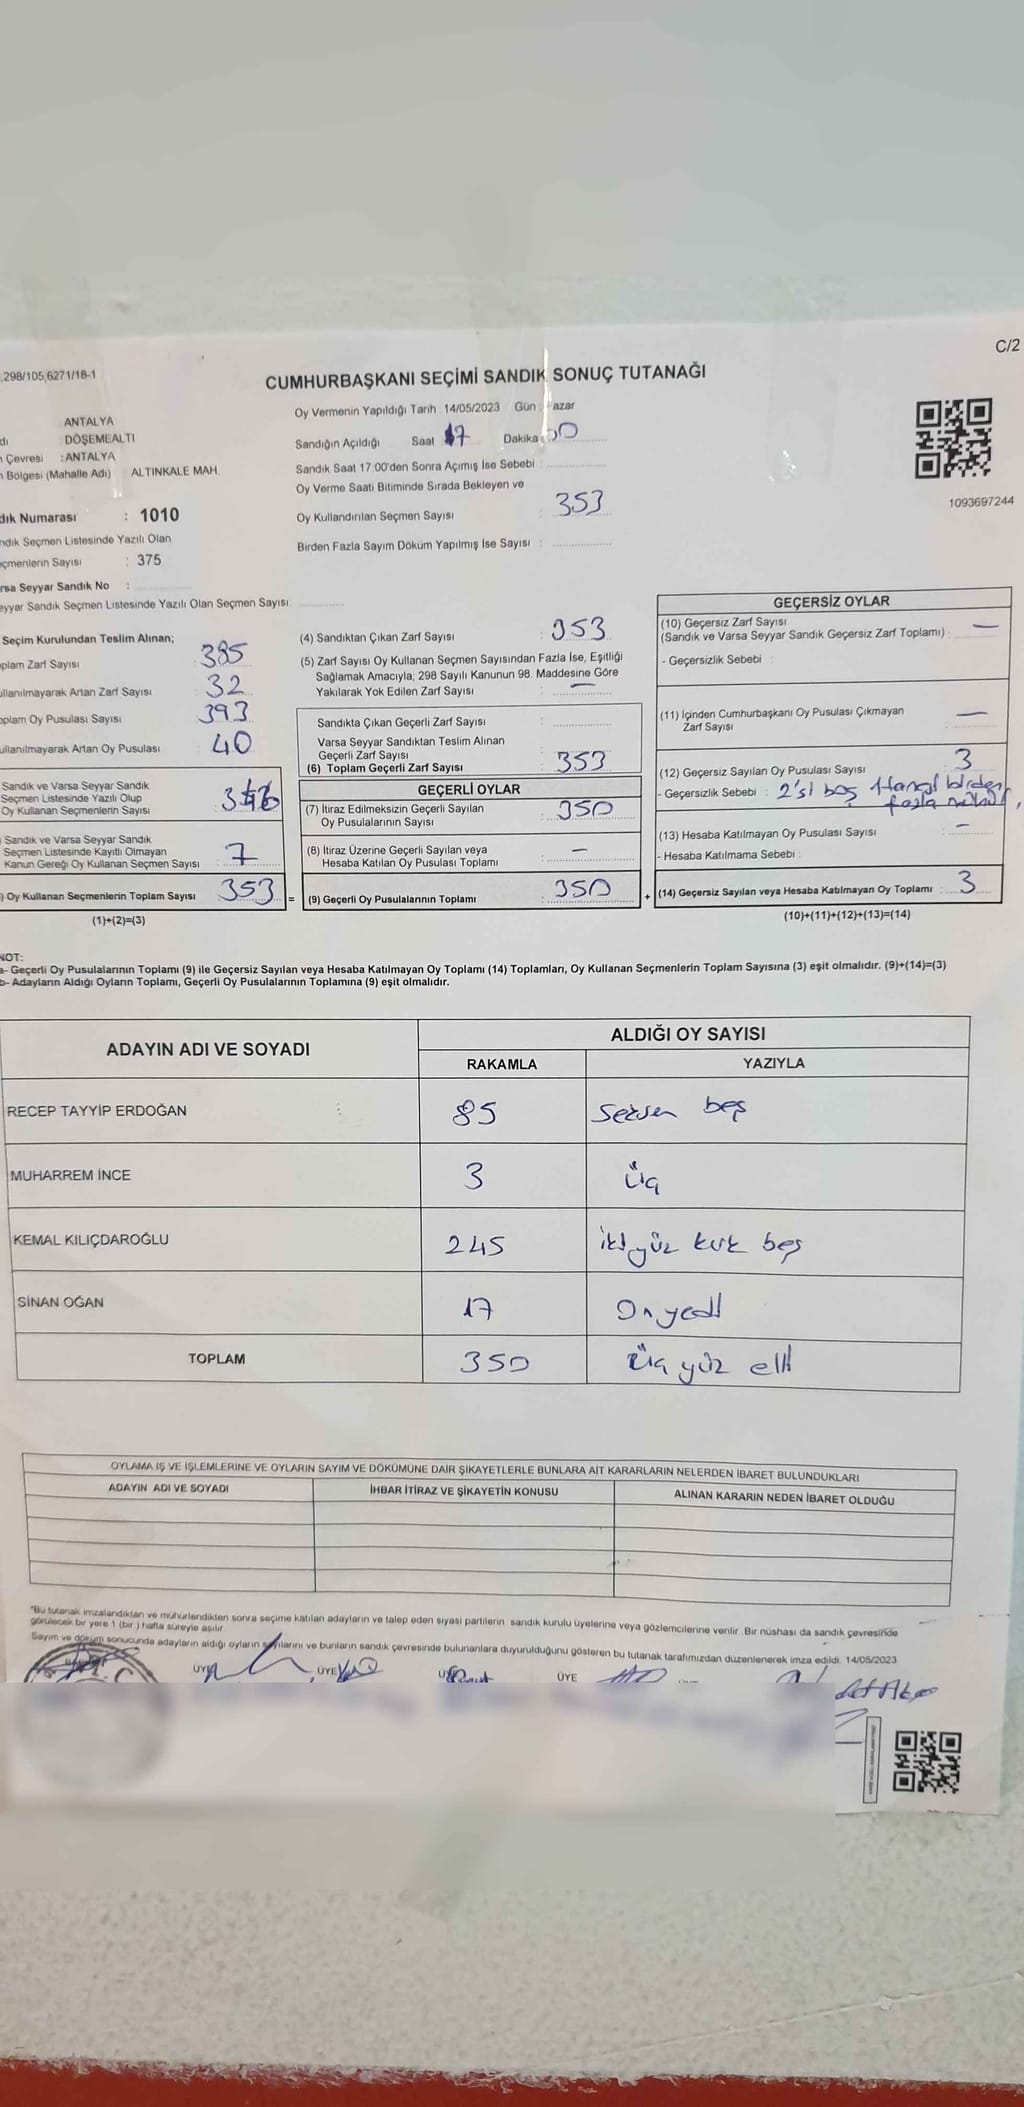 C/2
,298/105,6271/18-1
CUMHURBAŞKANI SEÇİMİ SANDIK SONUÇ TUTANAĞI
ANTALYA
dı DÖŞEMEALTI
n Çevresi : ANTALYA
n Bölgesi (Mahalle Adı) ALTINKALE MAH.
dık Numarası : 1010
ndık Seçmen Listesinde Yazılı Olan
eçmenlerin Sayısı : 375
rsa Seyyar Sandık No :
eyyar Sandık Seçmen Listesinde Yazılı Olan Seçmen Sayısı:
Oy Vermenin Yapıldığı Tarih : 14/05/2023 Gün : Pazar
Sandığın Açıldığı Saat 17 Dakika
Sandık Saat 17:00'den Sonra Açımış İse Sebebi :
Oy Verme Saati Bitiminde Sırada Bekleyen ve
Oy Kullandırılan Seçmen Sayısı : 353
Birden Fazla Sayım Döküm Yapılmış İse Sayısı :
1093697244
Seçim Kurulundan Teslim Alınan;
oplam Zarf Sayısı : 385
ullanılmayarak Artan Zarf Sayısı : 32
oplam Oy Pusulası Sayısı : 393
ullanılmayarak Artan Oy Pusulası : 40
Sandık ve Varsa Seyyar Sandık
Seçmen Listesinde Yazılı Olup
Oy Kullanan Seçmenlerin Sayısı :
Sandık ve Varsa Seyyar Sandık
Seçmen Listesinde Kayıtlı Olmayan
Kanun Gereği Oy Kullanan Seçmen Sayısı : 7
) Oy Kullanan Seçmenlerin Toplam Sayısı : 353 =
(1)+(2)=(3)
(4) Sandıktan Çıkan Zarf Sayısı : 353
(5) Zarf Sayısı Oy Kullanan Seçmen Sayısından Fazla İse, Eşitliği
Sağlamak Amacıyla; 298 Sayılı Kanunun 98. Maddesine Göre
Yakılarak Yok Edilen Zarf Sayısı : —
Sandıkta Çıkan Geçerli Zarf Sayısı :
Varsa Seyyar Sandıktan Teslim Alınan
Geçerli Zarf Sayısı :
(6) Toplam Geçerli Zarf Sayısı : 353
GEÇERLİ OYLAR
(7) İtiraz Edilmeksizin Geçerli Sayılan
Oy Pusulalarının Sayısı : 350
(8) İtiraz Üzerine Geçerli Sayılan veya
Hesaba Katılan Oy Pusulası Toplamı : —
(9) Geçerli Oy Pusulalarının Toplamı : 350 +
GEÇERSİZ OYLAR
(10) Geçersiz Zarf Sayısı
(Sandık ve Varsa Seyyar Sandık Geçersiz Zarf Toplamı) : —
- Geçersizlik Sebebi :
(11) İçinden Cumhurbaşkanı Oy Pusulası Çıkmayan
Zarf Sayısı : —
(12) Geçersiz Sayılan Oy Pusulası Sayısı : 3
- Geçersizlik Sebebi : 2'si boş 1 tanesi birden
fazla mühür,
(13) Hesaba Katılmayan Oy Pusulası Sayısı : —
- Hesaba Katılmama Sebebi :
(14) Geçersiz Sayılan veya Hesaba Katılmayan Oy Toplamı : 3
(10)+(11)+(12)+(13)=(14)
NOT:
a- Geçerli Oy Pusulalarının Toplamı (9) ile Geçersiz Sayılan veya Hesaba Katılmayan Oy Toplamı (14) Toplamları, Oy Kullanan Seçmenlerin Toplam Sayısına (3) eşit olmalıdır. (9)+(14)=(3)
b- Adayların Aldığı Oyların Toplamı, Geçerli Oy Pusulalarının Toplamına (9) eşit olmalıdır.
ADAYIN ADI VE SOYADI ALDIĞI OY SAYISI
RAKAMLA YAZIYLA
RECEP TAYYİP ERDOĞAN 85 Seksen beş
MUHARREM İNCE 3 Üç
KEMAL KILIÇDAROĞLU 245 iki yüz kırk beş
SİNAN OĞAN 17 On yedi
TOPLAM 350 Üç yüz elli
OYLAMA İŞ VE İŞLEMLERİNE VE OYLARIN SAYIM VE DÖKÜMÜNE DAİR ŞİKAYETLERLE BUNLARA AİT KARARLARIN NELERDEN İBARET BULUNDUKLARI
ADAYIN ADI VE SOYADI İHBAR İTİRAZ VE ŞİKAYETİN KONUSU ALINAN KARARIN NEDEN İBARET OLDUĞU
*Bu tutanak imzalandıktan ve mühürlendikten sonra seçime katılan adayların ve talep eden siyasi partilerin sandık kurulu üyelerine veya gözlemcilerine verilir. Bir nüshası da sandık çevresinde
görülecek bir yere 1 (bir ) hafta süreyle asılır.
Sayım ve döküm sonucunda adayların aldığı oyların sayılarını ve bunların sandık çevresinde bulunanlara duyurulduğunu gösteren bu tutanak tarafımızdan düzenlenerek imza edildi. 14/05/2023
ÜYE ÜYE ÜYE